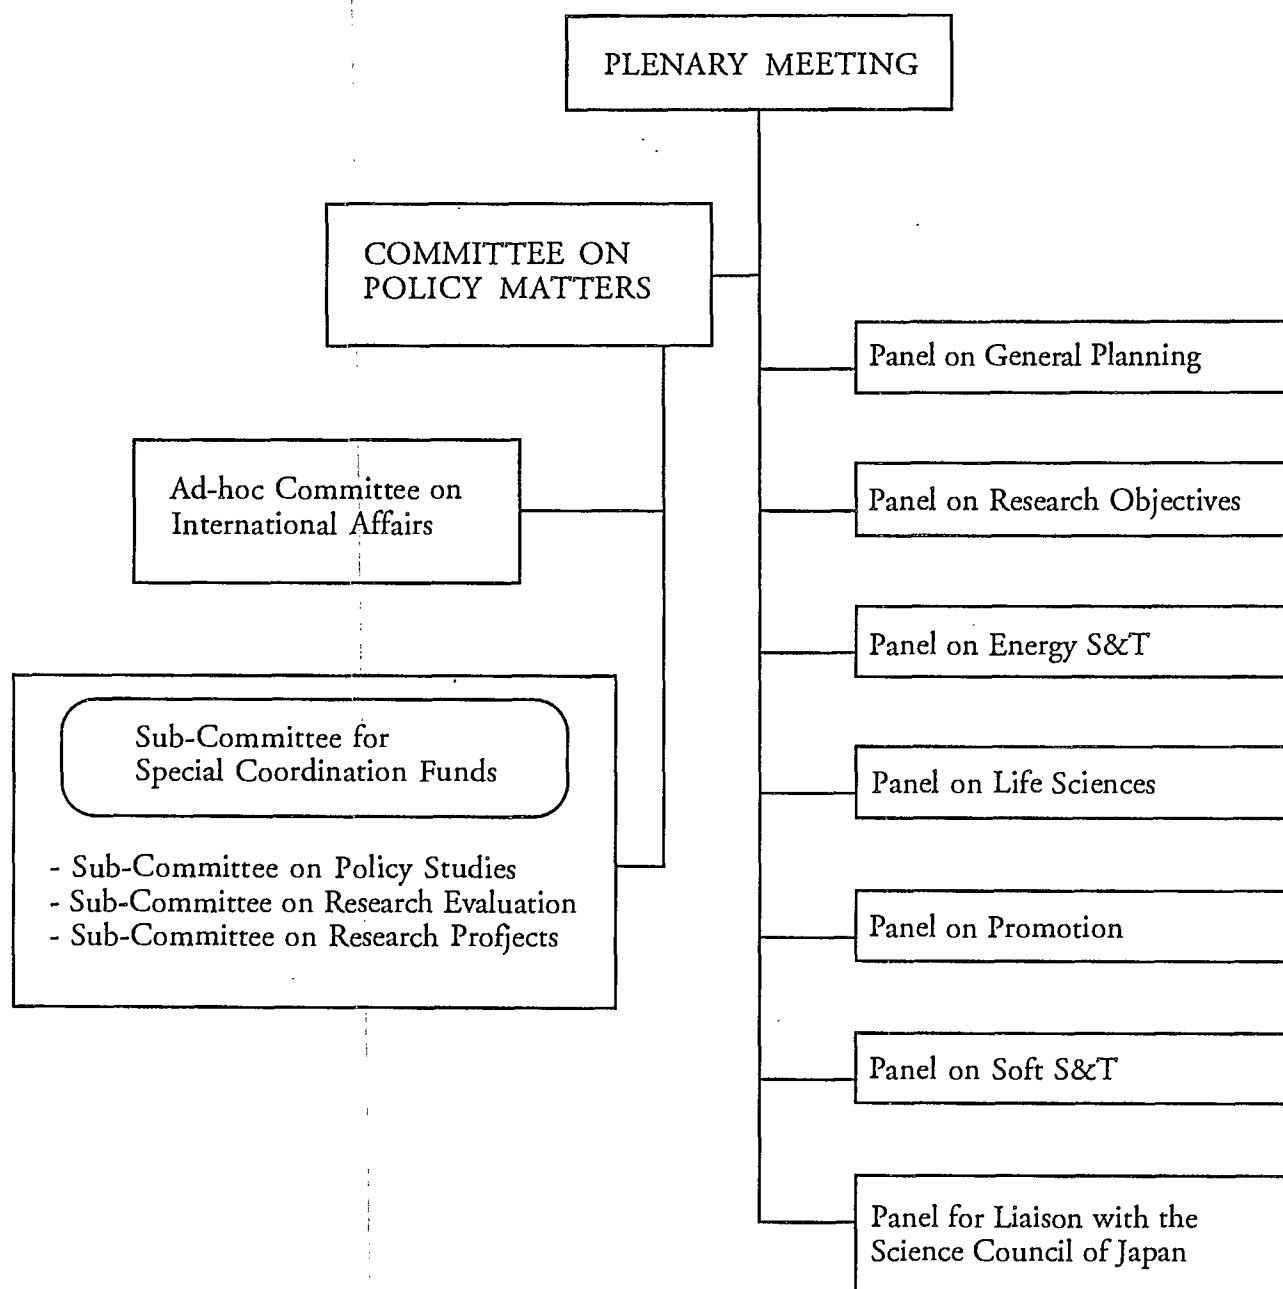 PLENARY MEETING
COMMITTEE ON
POLICY MATTERS
Ad-hoc Committee on
International Affairs
Sub-Committee for
Special Coordination Funds
- Sub-Committee on Policy Studies
- Sub-Committee on Research Evaluation
- Sub-Committee on Research Profjects
Panel on General Planning
Panel on Research Objectives
Panel on Energy S&T
Panel on Life Sciences
Panel on Promotion
Panel on Soft S&T
Panel for Liaison with the
Science Council of Japan